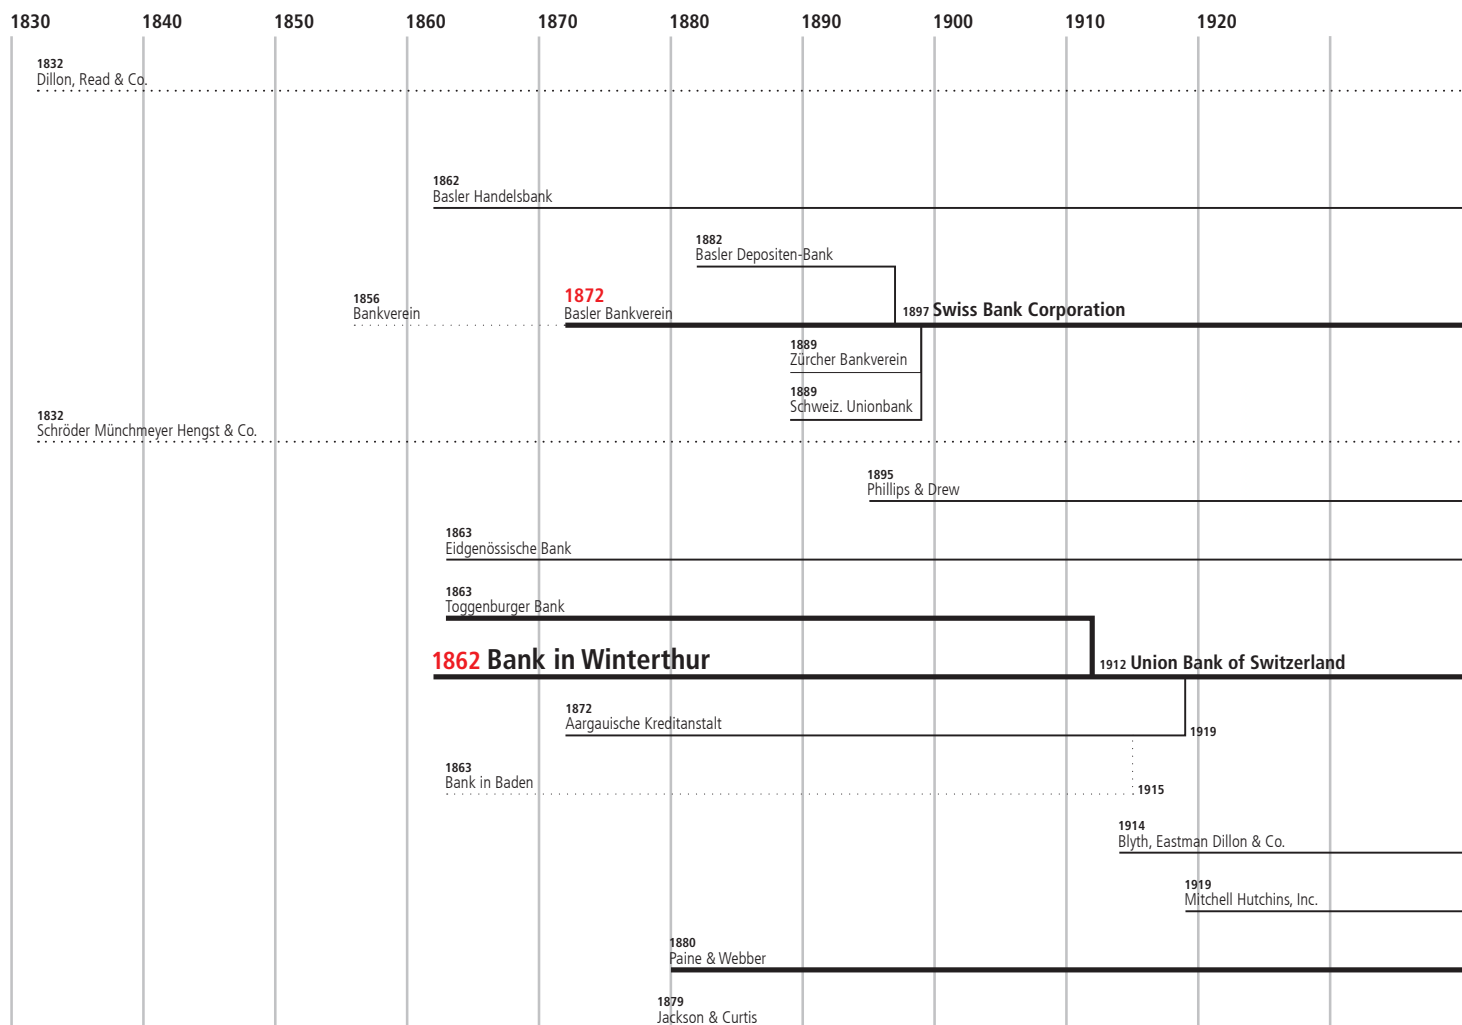 1830 1840 1850 1860 1870 1880 1890 1900 1910 1920
1832
Dillon, Read & Co.
1862
Basler Handelsbank
1882
Basler Depositen-Bank
1856
Bankverein
1872
Basler Bankverein
1897 Swiss Bank Corporation
1889
Zürcher Bankverein
1889
Schweiz. Unionbank
1832
Schröder Münchmeyer Hengst & Co.
1895
Phillips & Drew
1863
Eidgenössische Bank
1863
Toggenburger Bank
1862 Bank in Winterthur
1912 Union Bank of Switzerland
1872
Aargauische Kreditanstalt
1919
1863
Bank in Baden
1915
1914
Blyth, Eastman Dillon & Co.
1919
Mitchell Hutchins, Inc.
1880
Paine & Webber
1879
Jackson & Curtis